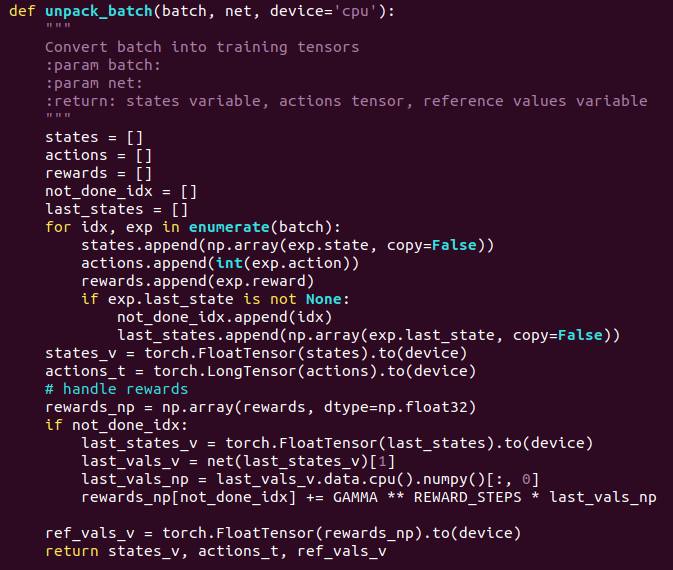 def unpack_batch(batch, net, device='cpu'):
    """
    Convert batch into training tensors
    :param batch:
    :param net:
    :return: states variable, actions tensor, reference values variable
    """
    states = []
    actions = []
    rewards = []
    not_done_idx = []
    last_states = []
    for idx, exp in enumerate(batch):
        states.append(np.array(exp.state, copy=False))
        actions.append(int(exp.action))
        rewards.append(exp.reward)
        if exp.last_state is not None:
            not_done_idx.append(idx)
            last_states.append(np.array(exp.last_state, copy=False))
    states_v = torch.FloatTensor(states).to(device)
    actions_t = torch.LongTensor(actions).to(device)
    # handle rewards
    rewards_np = np.array(rewards, dtype=np.float32)
    if not_done_idx:
        last_states_v = torch.FloatTensor(last_states).to(device)
        last_vals_v = net(last_states_v)[1]
        last_vals_np = last_vals_v.data.cpu().numpy()[:, 0]
        rewards_np[not_done_idx] += GAMMA ** REWARD_STEPS * last_vals_np

    ref_vals_v = torch.FloatTensor(rewards_np).to(device)
    return states_v, actions_t, ref_vals_v